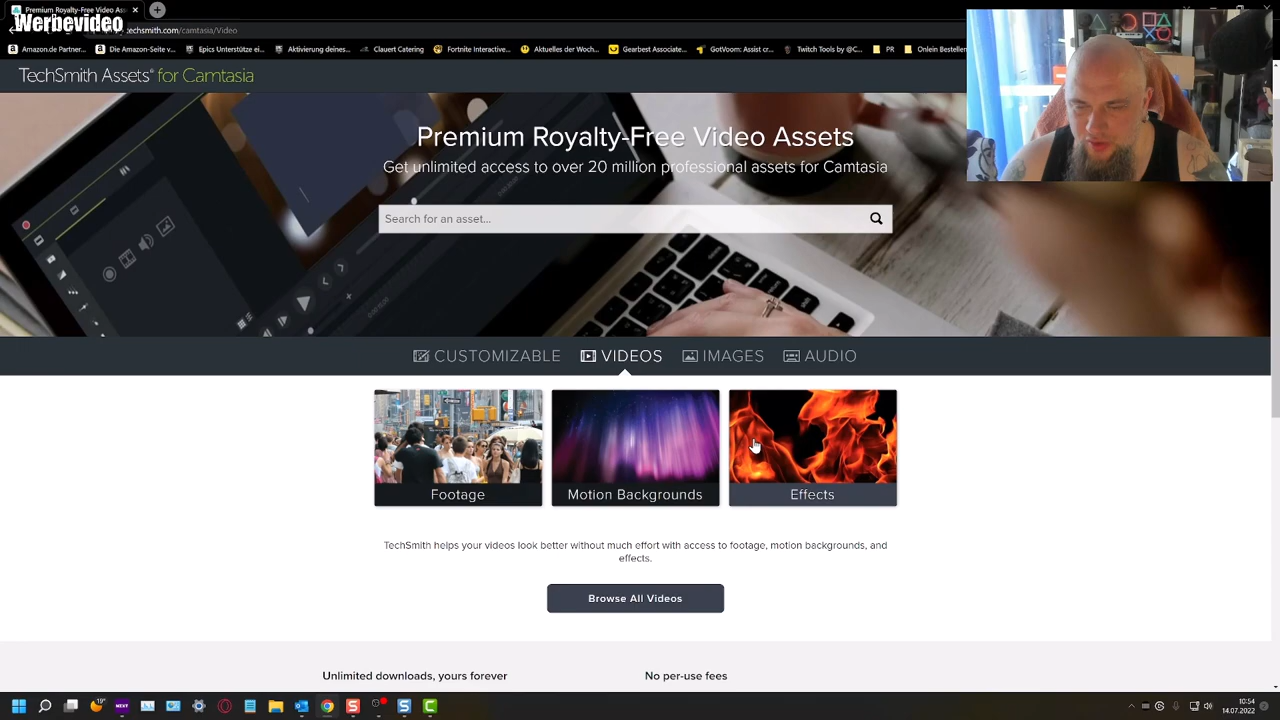 Premium Royalty-Free Video Ass
Werbevideo
techsmith.com/camtasia/Video
Amazon.de Partner...
Die Amazon.de-Seite v...
Epics Unterstütze ei...
Aktivierung deines...
Clauert Catering
Fortnite Interactive...
Aktuelles der Woc...
Gearbest Associate...
GotVoom: Assist cr...
Twitch Tools by @C...
PR
Onlein Bestellen
TechSmith Assets® for Camtasia
Premium Royalty-Free Video Assets
Get unlimited access to over 20 million professional assets for Camtasia
Search for an asset...
CUSTOMIZABLE
VIDEOS
IMAGES
AUDIO
Footage
Motion Backgrounds
Effects
TechSmith helps your videos look better without much effort with access to footage, motion backgrounds, and
effects.
Browse All Videos
Unlimited downloads, yours forever
No per-use fees
19°
NEXT
10:54
14.07.2022